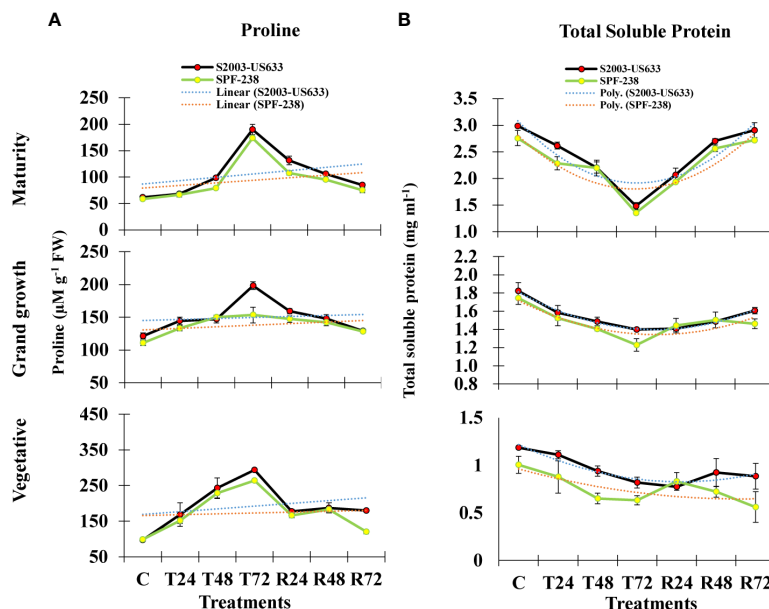 A
Proline
S2003-US633
SPF-238
Linear (S2003-US633)
Linear (SPF-238)
Maturity
250
200
150
100
50
0
Grand growth
Proline (µM g-1 FW)
250
200
150
100
50
Vegetative
450
350
250
150
50
C T24 T48 T72 R24 R48 R72
Treatments
B
Total Soluble Protein
S2003-US633
SPF-238
Poly. (S2003-US633)
Poly. (SPF-238)
Total soluble protein (mg ml-1)
3.5
3.0
2.5
2.0
1.5
1.0
2.2
2.0
1.8
1.6
1.4
1.2
1.0
0.8
1.5
1
0.5
0
C T24 T48 T72 R24 R48 R72
Treatments